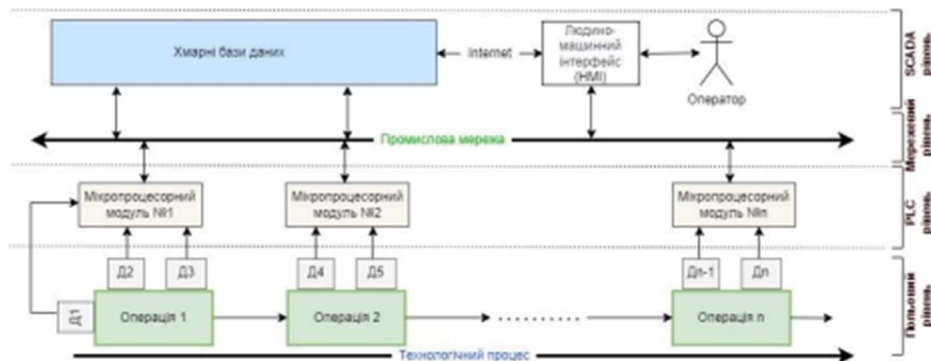 Хмарні бази даних
Internet
Людино-
машинний
інтерфейс
(HMI)
Оператор
SCADA
рівень
Промислова мережа
Мережевий
рівень
Мікропроцесорний
модуль №1
Мікропроцесорний
модуль №2
Мікропроцесорний
модуль №n
PLC
рівень
Д1
Д2
Д3
Д4
Д5
Дn-1
Дn
Операція 1
Операція 2
Операція n
Польовий
рівень
Технологічний процес